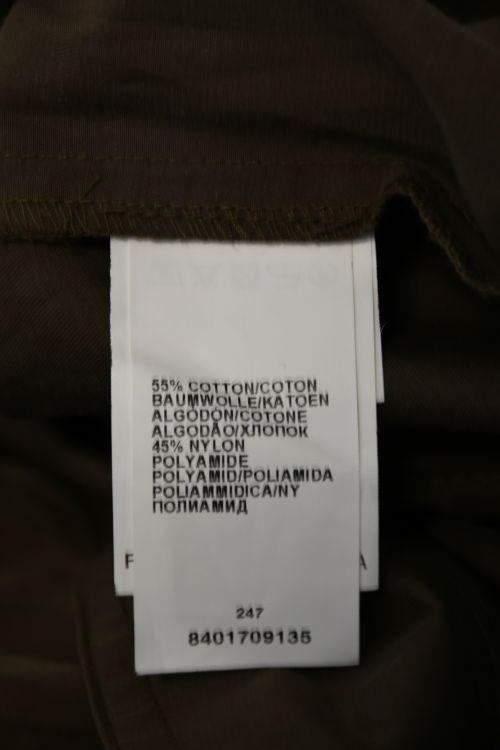 55% COTTON/COTON
BAUMWOLLE/KATOEN
ALGODÓN/COTONE
ALGODÃO/ХЛОПОК
45% NYLON
POLYAMIDE
POLYAMID/POLIAMIDA
POLIAMMIDICA/NY
ПОЛИАМИД
247
8401709135